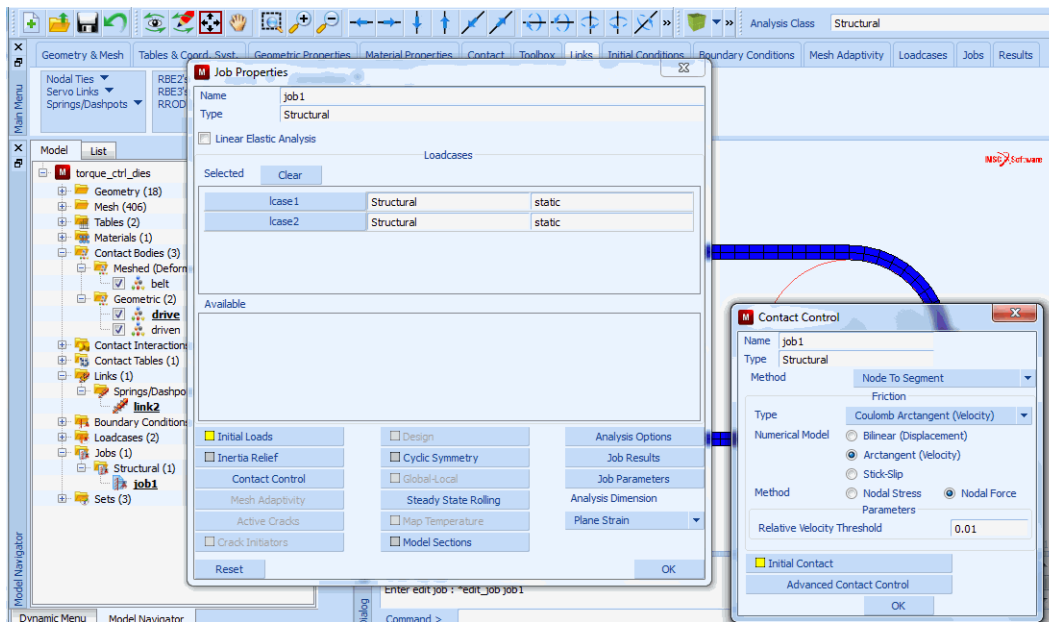 Analysis Class Structural
Geometry & Mesh Tables & Coord. Syst. Geometric Properties Material Properties Contact Toolbox Links Initial Conditions Boundary Conditions Mesh Adaptivity Loadcases Jobs Results
Main Menu
Nodal Ties
Servo Links
Springs/Dashpots
RBE2's
RBE3's
RROD
Model Navigator
Model List
torque_ctrl_dies
Geometry (18)
Mesh (406)
Tables (2)
Materials (1)
Contact Bodies (3)
Meshed (Deform
belt
Geometric (2)
drive
driven
Contact Interaction
Contact Tables (1)
Links (1)
Springs/Dashpo
link2
Boundary Condition
Loadcases (2)
Jobs (1)
Structural (1)
job1
Sets (3)
Dynamic Menu Model Navigator
Job Properties
Name job1
Type Structural
Linear Elastic Analysis
Loadcases
Selected Clear
lcase1 Structural static
lcase2 Structural static
Available
Initial Loads Design Analysis Options
Inertia Relief Cyclic Symmetry Job Results
Contact Control Global-Local Job Parameters
Mesh Adaptivity Steady State Rolling Analysis Dimension
Active Cracks Map Temperature Plane Strain
Crack Initiators Model Sections
Reset OK
MSC Software
Contact Control
Name job1
Type Structural
Method Node To Segment
Friction
Type Coulomb Arctangent (Velocity)
Numerical Model Bilinear (Displacement)
Arctangent (Velocity)
Stick-Slip
Method Nodal Stress Nodal Force
Parameters
Relative Velocity Threshold 0.01
Initial Contact
Advanced Contact Control
OK
Dialog
Enter edit job : *edit_job job1
Command >